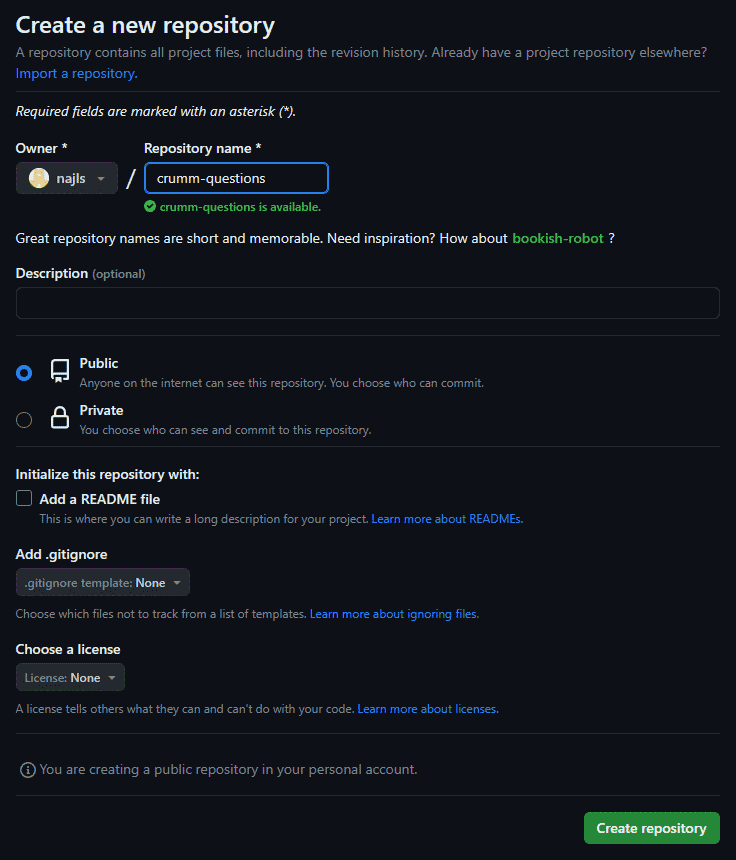 Create a new repository
A repository contains all project files, including the revision history. Already have a project repository elsewhere?
Import a repository.
Required fields are marked with an asterisk (*).
Owner * Repository name *
najls / crumm-questions
crumm-questions is available.
Great repository names are short and memorable. Need inspiration? How about bookish-robot ?
Description (optional)
Public
Anyone on the internet can see this repository. You choose who can commit.
Private
You choose who can see and commit to this repository.
Initialize this repository with:
Add a README file
This is where you can write a long description for your project. Learn more about READMEs.
Add .gitignore
.gitignore template: None
Choose which files not to track from a list of templates. Learn more about ignoring files.
Choose a license
License: None
A license tells others what they can and can't do with your code. Learn more about licenses.
You are creating a public repository in your personal account.
Create repository